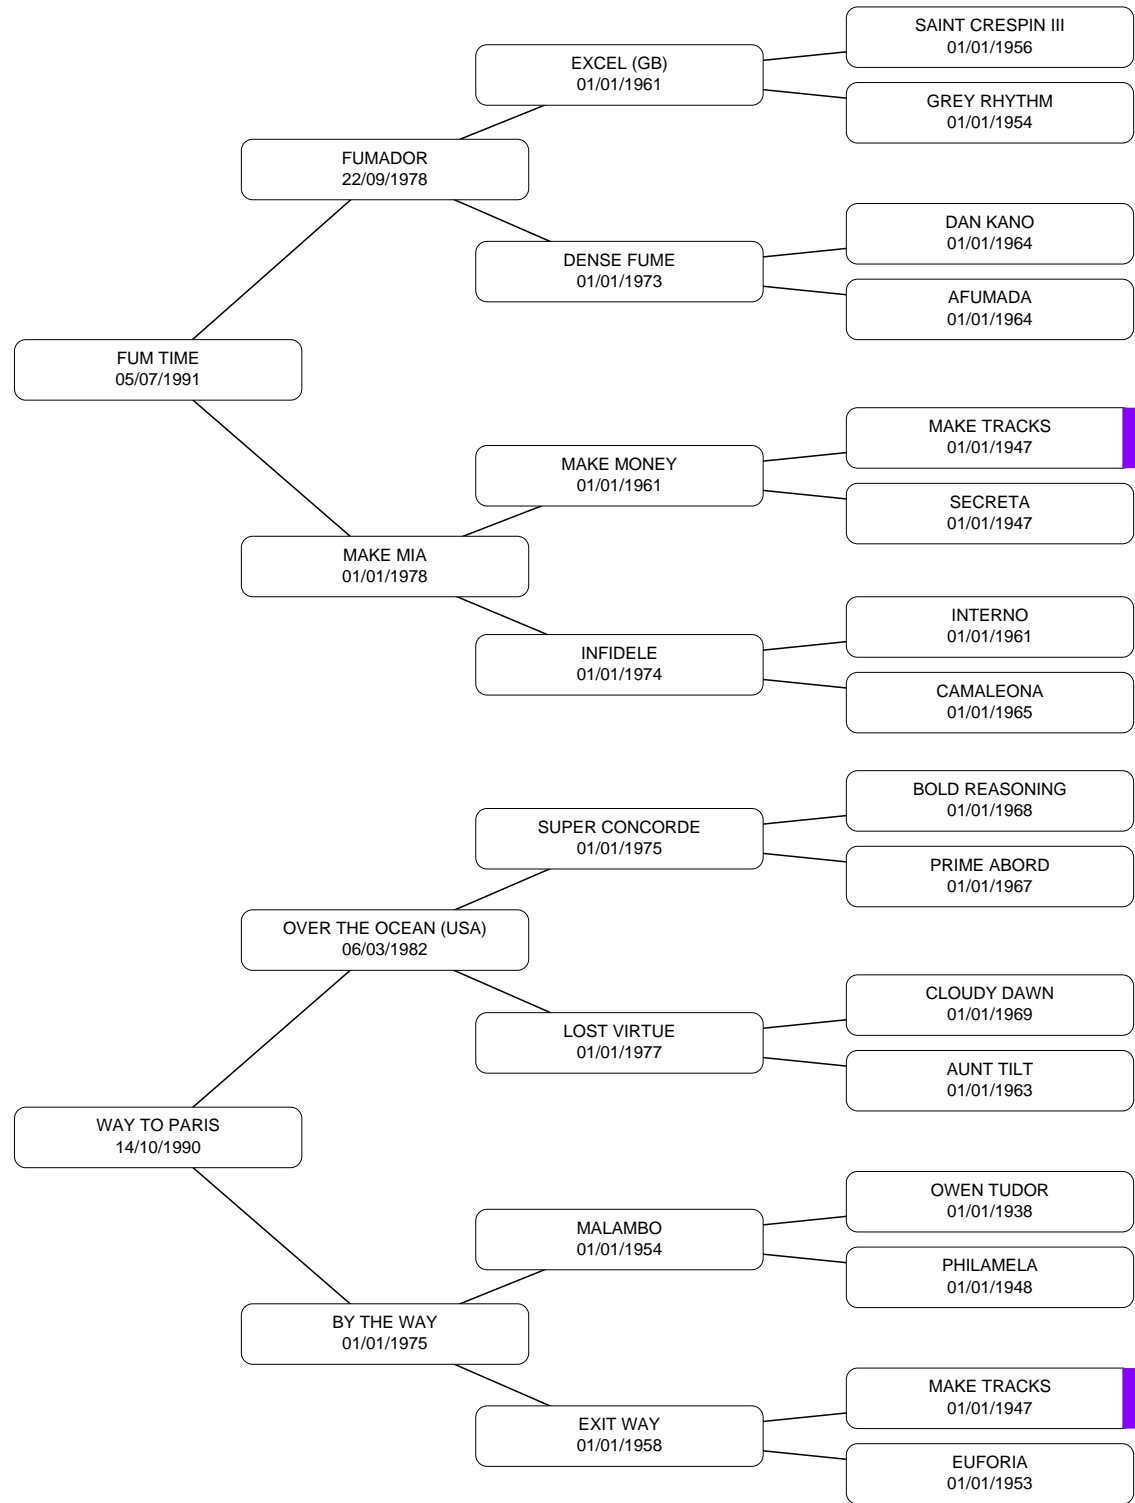 SAINT CRESPIN III
01/01/1956
EXCEL (GB)
01/01/1961
GREY RHYTHM
01/01/1954
FUMADOR
22/09/1978
DAN KANO
01/01/1964
DENSE FUME
01/01/1973
AFUMADA
01/01/1964
FUM TIME
05/07/1991
MAKE TRACKS
01/01/1947
MAKE MONEY
01/01/1961
SECRETA
01/01/1947
MAKE MIA
01/01/1978
INTERNO
01/01/1961
INFIDELE
01/01/1974
CAMALEONA
01/01/1965
BOLD REASONING
01/01/1968
SUPER CONCORDE
01/01/1975
PRIME ABORD
01/01/1967
OVER THE OCEAN (USA)
06/03/1982
CLOUDY DAWN
01/01/1969
LOST VIRTUE
01/01/1977
AUNT TILT
01/01/1963
WAY TO PARIS
14/10/1990
OWEN TUDOR
01/01/1938
MALAMBO
01/01/1954
PHILAMELA
01/01/1948
BY THE WAY
01/01/1975
MAKE TRACKS
01/01/1947
EXIT WAY
01/01/1958
EUFORIA
01/01/1953